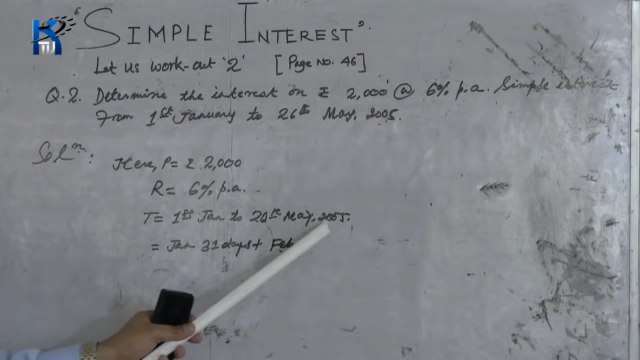 "SIMPLE INTEREST".
Let us work-out '2' [Page No. 46]
Q.2. Determine the interest on ₹ 2,000 @ 6% p.a. Simple interest
From 1st January to 26th May, 2005.
Solⁿ: Here, P = ₹ 2,000
R = 6% p.a.
T = 1st Jan to 26th May, 2005.
= Jan 31 days + Feb